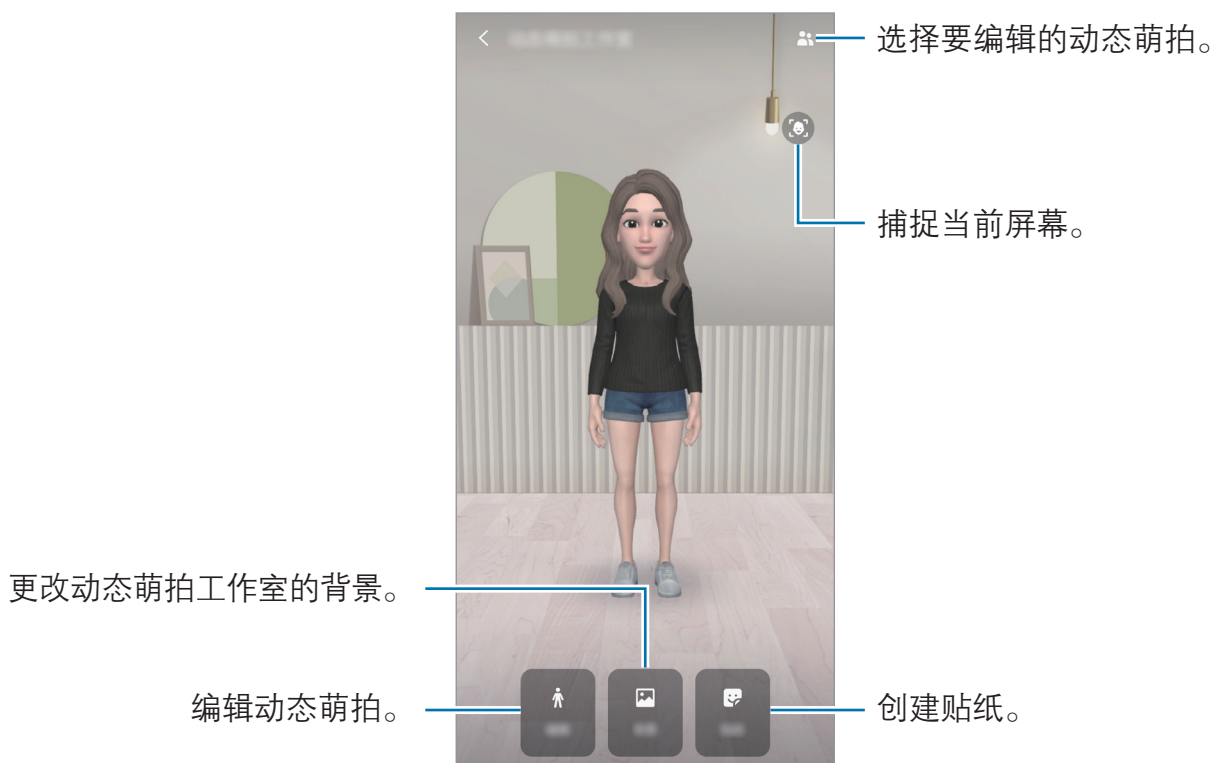 选择要编辑的动态萌拍。
捕捉当前屏幕。
更改动态萌拍工作室的背景。
编辑动态萌拍。
创建贴纸。